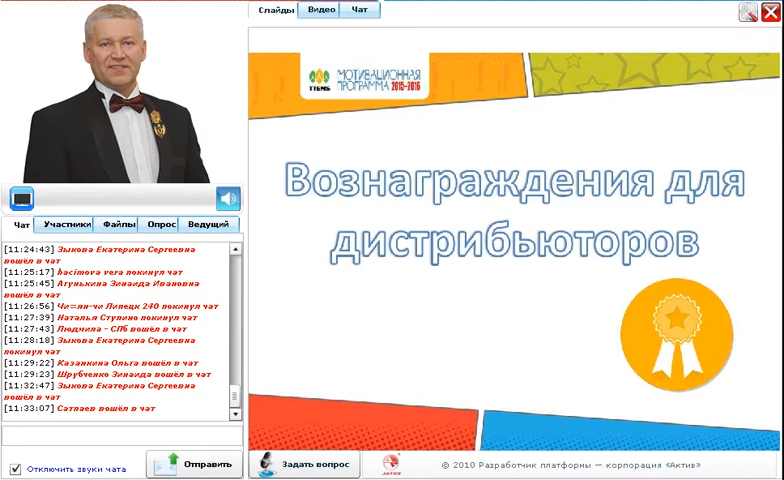 Слайды Видео Чат
TIENS
МОТИВАЦИОННАЯ
ПРОГРАММА 2015-2016
Вознаграждения для
дистрибьюторов
Чат Участники Файлы Опрос Ведущий
[11:24:43] Зыкова Екатерина Сергеевна
вошёл в чат
[11:25:17] bacimova vera покинул чат
[11:25:45] Агунькина Зинаида Ивановна
вошёл в чат
[11:26:56] Чи=ян-чи Липецк 240 покинул чат
[11:27:39] Наталья Ступино покинул чат
[11:27:43] Людмила - СПб вошёл в чат
[11:28:18] Зыкова Екатерина Сергеевна
покинул чат
[11:29:22] Казанкина Ольга вошёл в чат
[11:29:23] Шрубченко Зинаида вошёл в чат
[11:32:47] Зыкова Екатерина Сергеевна
вошёл в чат
[11:33:07] Сатпаев вошёл в чат
Отключить звуки чата
Отправить
Задать вопрос
АКТИВ
© 2010 Разработчик платформы — корпорация «Актив»